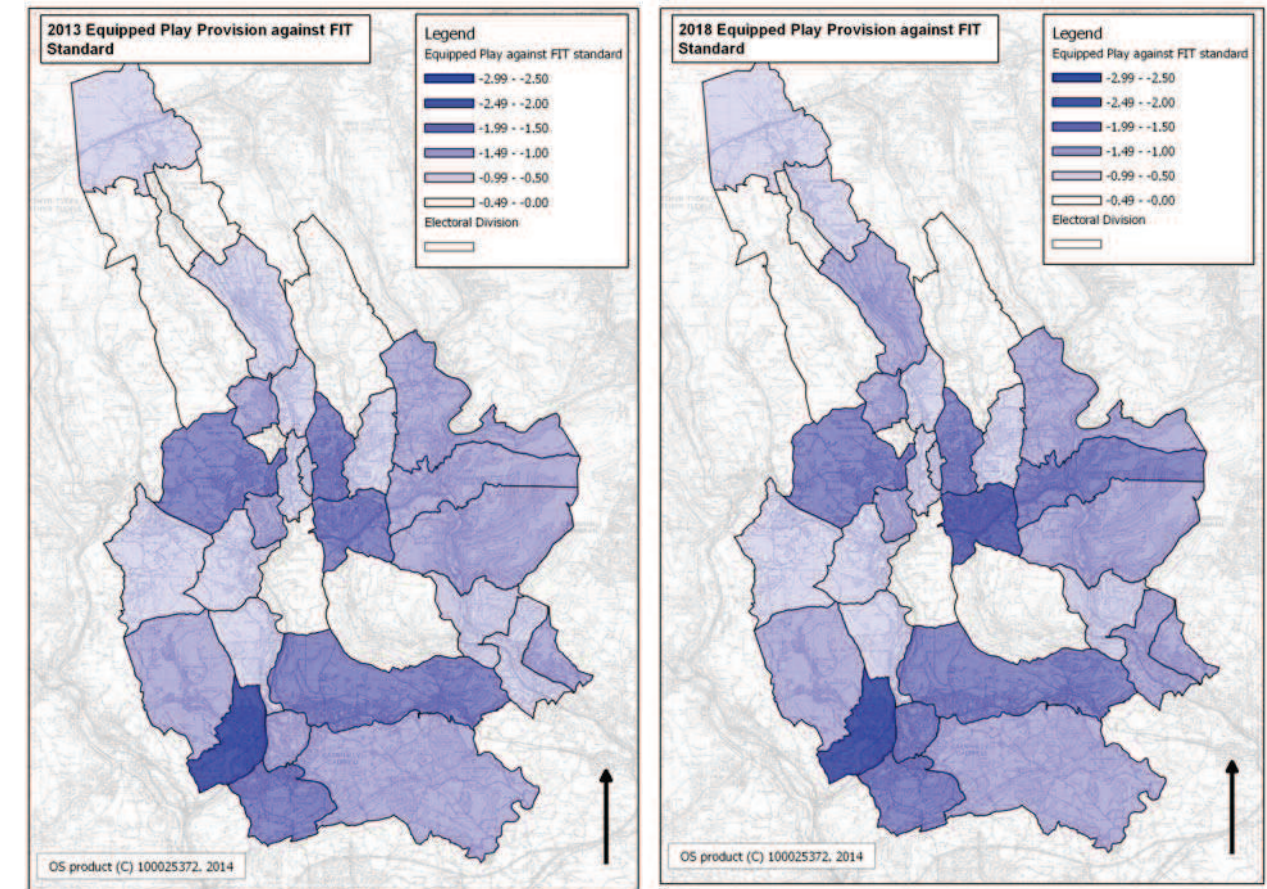 2013 Equipped Play Provision against FIT
Standard
Legend
Equipped Play against FIT standard
-2.99 - -2.50
-2.49 - -2.00
-1.99 - -1.50
-1.49 - -1.00
-0.99 - -0.50
-0.49 - -0.00
Electoral Division
OS product (C) 100025372, 2014
2018 Equipped Play Provision against FIT
Standard
Legend
Equipped Play against FIT standard
-2.99 - -2.50
-2.49 - -2.00
-1.99 - -1.50
-1.49 - -1.00
-0.99 - -0.50
-0.49 - -0.00
Electoral Division
OS product (C) 100025372, 2014